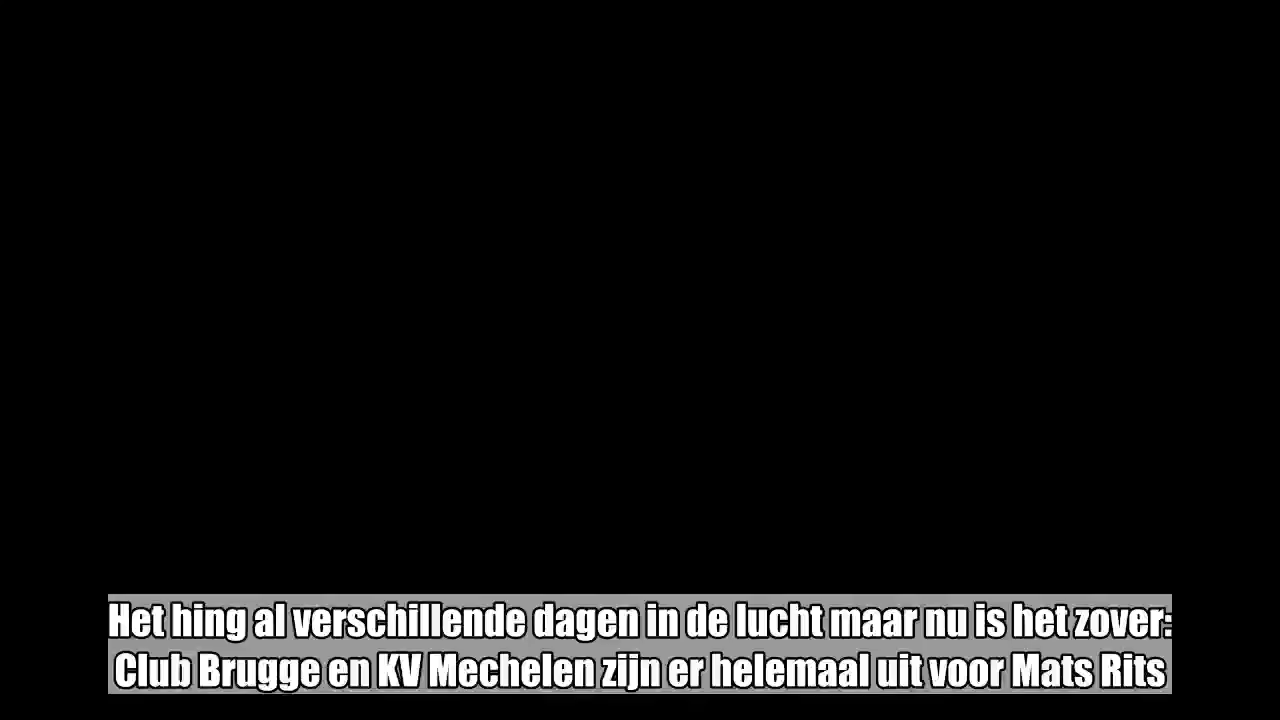 Het hing al verschillende dagen in de lucht maar nu is het zover:
Club Brugge en KV Mechelen zijn er helemaal uit voor Mats Rits